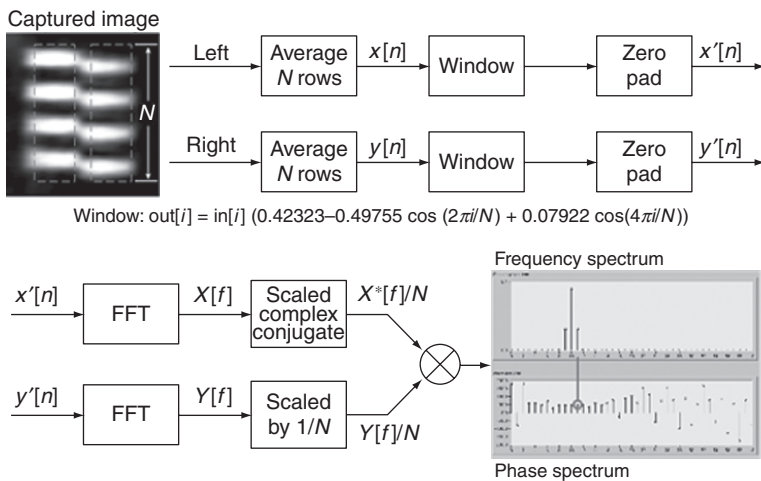 Captured image
Left
Average
N rows
x[n]
Window
Zero
pad
x′[n]
N
Right
Average
N rows
y[n]
Window
Zero
pad
y′[n]
Window: out[i] = in[i] (0.42323–0.49755 cos (2πi/N) + 0.07922 cos(4πi/N))
Frequency spectrum
x′[n]
FFT
X[f]
Scaled
complex
conjugate
X*[f]/N
y′[n]
FFT
Y[f]
Scaled
by 1/N
Y[f]/N
Phase spectrum